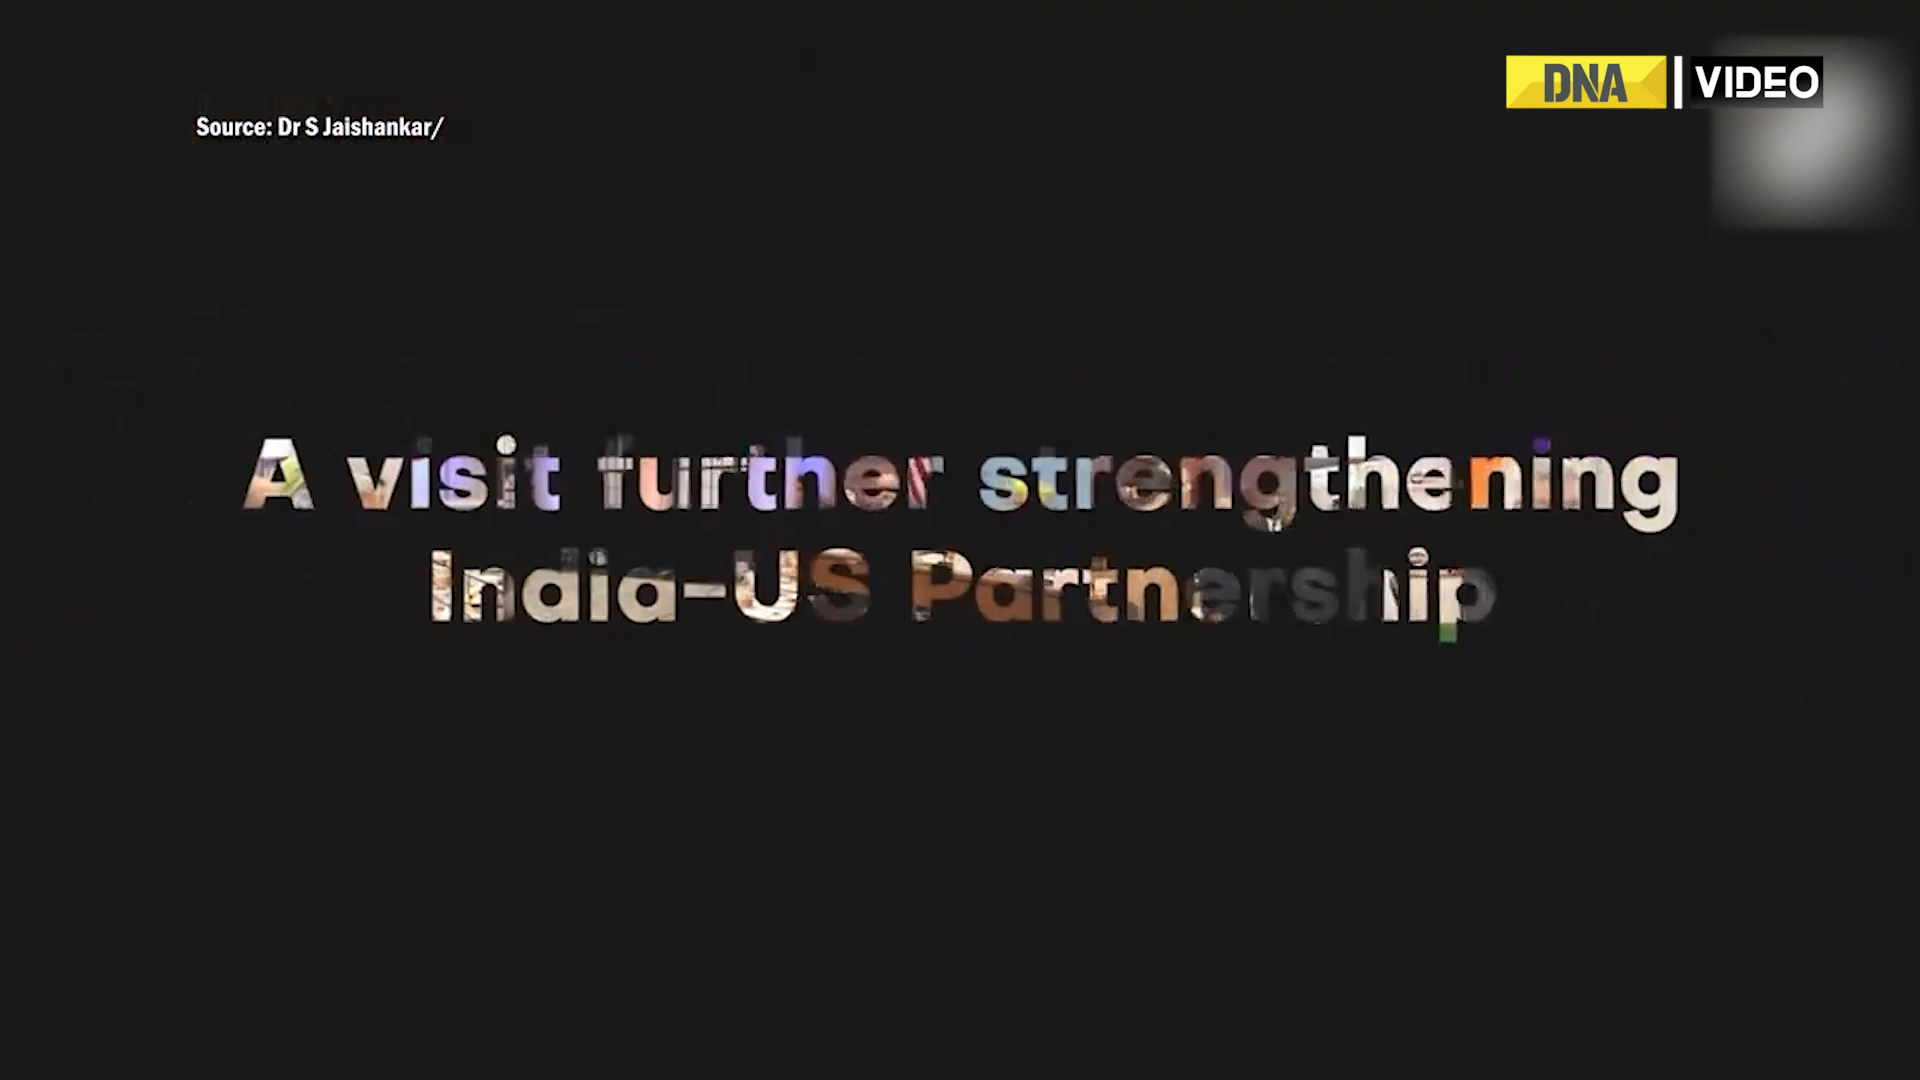 DNA VIDEO
Source: Dr S Jaishankar/
A visit further strengthening
India-US Partnership